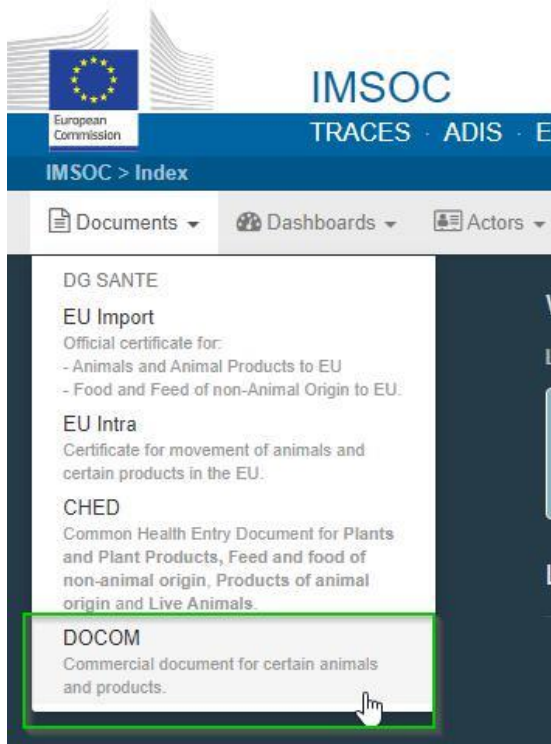 European
Commission
IMSOC
TRACES · ADIS · E
IMSOC > Index
Documents
Dashboards
Actors
DG SANTE
EU Import
Official certificate for:
- Animals and Animal Products to EU
- Food and Feed of non-Animal Origin to EU.
EU Intra
Certificate for movement of animals and
certain products in the EU.
CHED
Common Health Entry Document for Plants
and Plant Products, Feed and food of
non-animal origin, Products of animal
origin and Live Animals.
DOCOM
Commercial document for certain animals
and products.